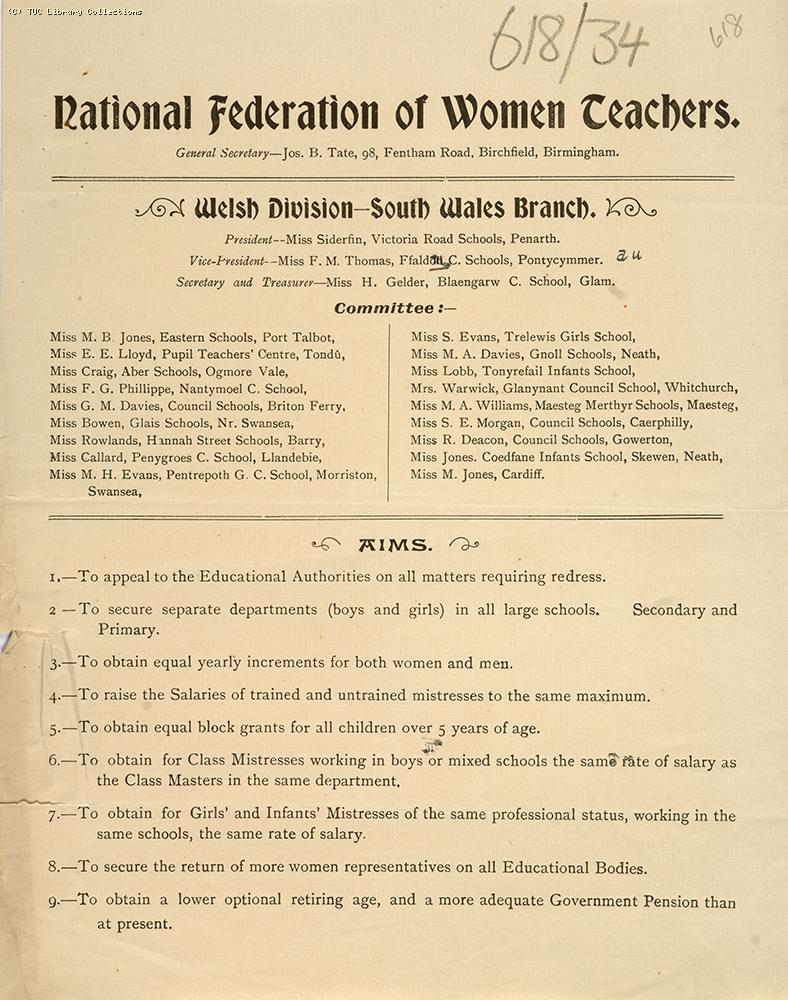 (C) TUC Library Collections
618/34
618
National Federation of Women Teachers.
General Secretary—Jos. B. Tate, 98, Fentham Road, Birchfield, Birmingham.
Welsh Division—South Wales Branch.
President--Miss Siderfin, Victoria Road Schools, Penarth.
Vice-President--Miss F. M. Thomas, C. Schools, Pontycymmer. au
Secretary and Treasurer—Miss H. Gelder, Blaengarw C. School, Glam.
Committee :—
Miss M. B. Jones, Eastern Schools, Port Talbot,
Miss E. E. Lloyd, Pupil Teachers' Centre, Tondû,
Miss Craig, Aber Schools, Ogmore Vale,
Miss F. G. Phillippe, Nantymoel C. School,
Miss G. M. Davies, Council Schools, Briton Ferry,
Miss Bowen, Glais Schools, Nr. Swansea,
Miss Rowlands, Hannah Street Schools, Barry,
Miss Callard, Penygroes C. School, Llandebie,
Miss M. H. Evans, Pentrepoth G. C. School, Morriston,
Swansea,
Miss S. Evans, Trelewis Girls School,
Miss M. A. Davies, Gnoll Schools, Neath,
Miss Lobb, Tonyrefail Infants School,
Mrs. Warwick, Glanynant Council School, Whitchurch,
Miss M. A. Williams, Maesteg Merthyr Schools, Maesteg,
Miss S. E. Morgan, Council Schools, Caerphilly,
Miss R. Deacon, Council Schools, Gowerton,
Miss Jones. Coedfane Infants School, Skewen, Neath,
Miss M. Jones, Cardiff.
AIMS.
1.—To appeal to the Educational Authorities on all matters requiring redress.
2 —To secure separate departments (boys and girls) in all large schools. Secondary and
Primary.
3.—To obtain equal yearly increments for both women and men.
4.—To raise the Salaries of trained and untrained mistresses to the same maximum.
5.—To obtain equal block grants for all children over 5 years of age.
6.—To obtain for Class Mistresses working in boys or mixed schools the same rate of salary as
the Class Masters in the same department.
7.—To obtain for Girls' and Infants' Mistresses of the same professional status, working in the
same schools, the same rate of salary.
8.—To secure the return of more women representatives on all Educational Bodies.
9.—To obtain a lower optional retiring age, and a more adequate Government Pension than
at present.